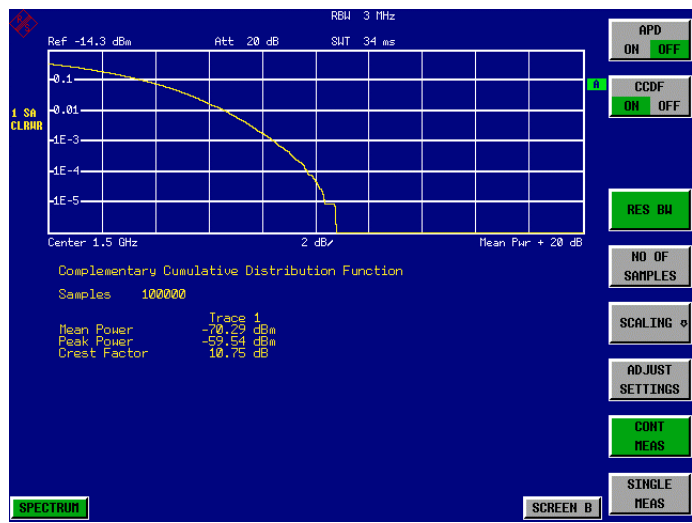 RBW 3 MHz
Ref -14.3 dBm Att 20 dB SWT 34 ms
0.1
A
1 SA
CLRWR
0.01
1E-3
1E-4
1E-5
Center 1.5 GHz 2 dB/ Mean Pwr + 20 dB
Complementary Cumulative Distribution Function
Samples 100000
Trace 1
Mean Power -70.29 dBm
Peak Power -59.54 dBm
Crest Factor 10.75 dB
APD
ON OFF
CCDF
ON OFF
RES BW
NO OF
SAMPLES
SCALING
ADJUST
SETTINGS
CONT
MEAS
SINGLE
MEAS
SPECTRUM
SCREEN B